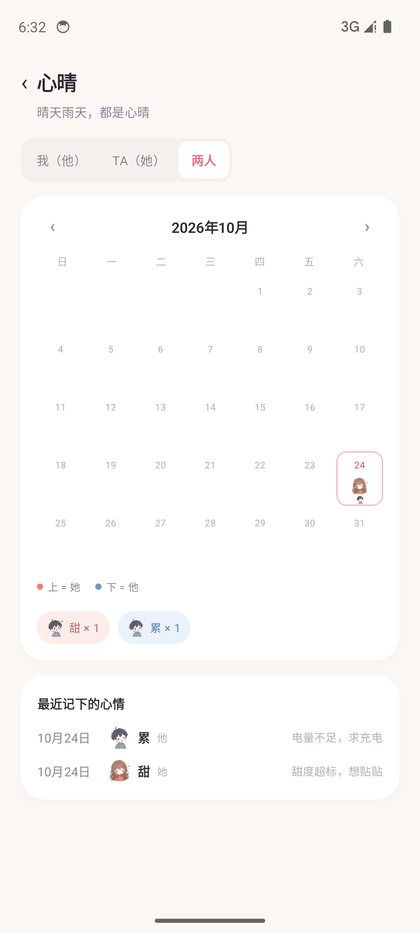 6:32
3G
‹ 心晴
晴天雨天，都是心晴
我（他） TA（她） 两人
‹ 2026年10月 ›
日 一 二 三 四 五 六
1 2 3
4 5 6 7 8 9 10
11 12 13 14 15 16 17
18 19 20 21 22 23 24
25 26 27 28 29 30 31
上 = 她 下 = 他
甜 × 1 累 × 1
最近记下的心情
10月24日 累 他 电量不足，求充电
10月24日 甜 她 甜度超标，想贴贴